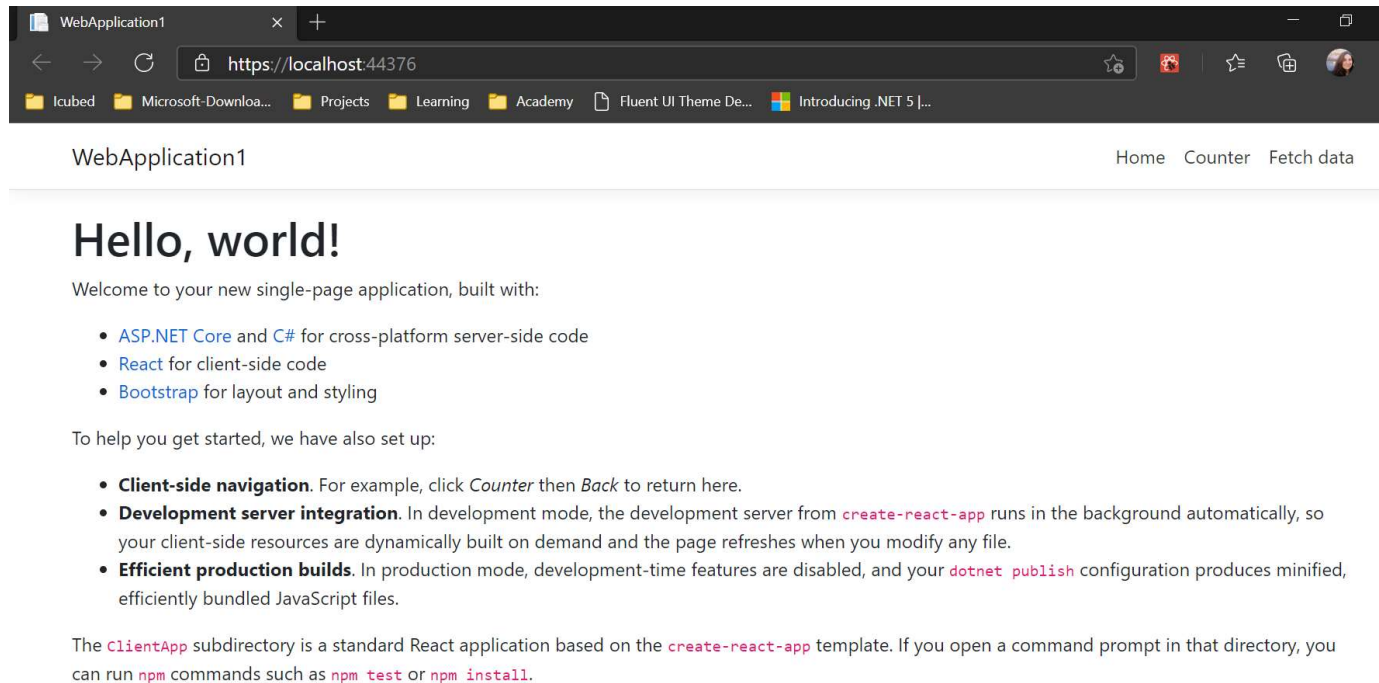 WebApplication1
https://localhost:44376
Icubed Microsoft-Downloa... Projects Learning Academy Fluent UI Theme De... Introducing .NET 5 |...
WebApplication1 Home Counter Fetch data
Hello, world!
Welcome to your new single-page application, built with:
• ASP.NET Core and C# for cross-platform server-side code
• React for client-side code
• Bootstrap for layout and styling
To help you get started, we have also set up:
• Client-side navigation. For example, click Counter then Back to return here.
• Development server integration. In development mode, the development server from create-react-app runs in the background automatically, so
your client-side resources are dynamically built on demand and the page refreshes when you modify any file.
• Efficient production builds. In production mode, development-time features are disabled, and your dotnet publish configuration produces minified,
efficiently bundled JavaScript files.
The ClientApp subdirectory is a standard React application based on the create-react-app template. If you open a command prompt in that directory, you
can run npm commands such as npm test or npm install.